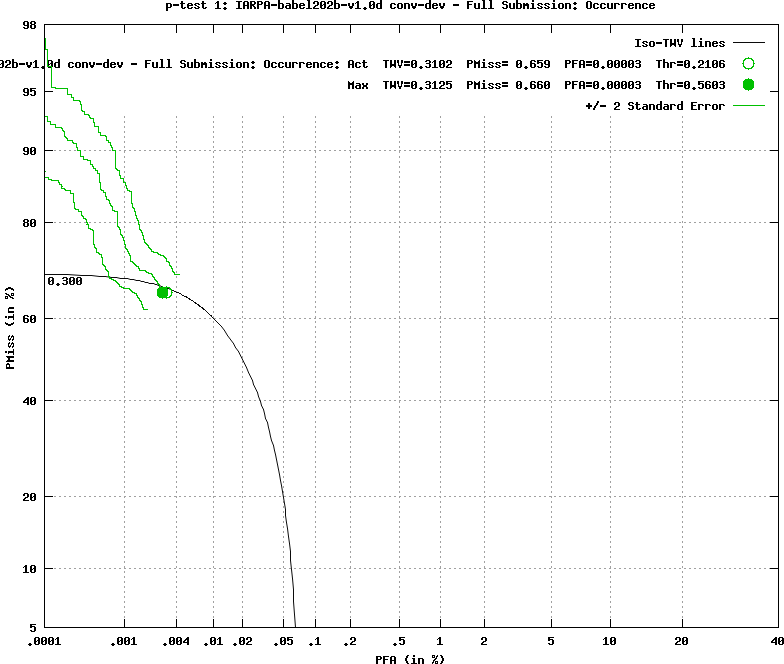 p-test 1: IARPA-babel202b-v1.0d conv-dev - Full Submission: Occurrence
Iso-TWV lines
02b-v1.0d conv-dev - Full Submission: Occurrence: Act TWV=0.3102 PMiss= 0.659 PFA=0.00003 Thr=0.2106
Max TWV=0.3125 PMiss= 0.660 PFA=0.00003 Thr=0.5603
+/- 2 Standard Error
98
95
90
80
60
40
20
10
5
0.300
PMiss (in %)
.0001 .001 .004 .01 .02 .05 .1 .2 .5 1 2 5 10 20 40
PFA (in %)